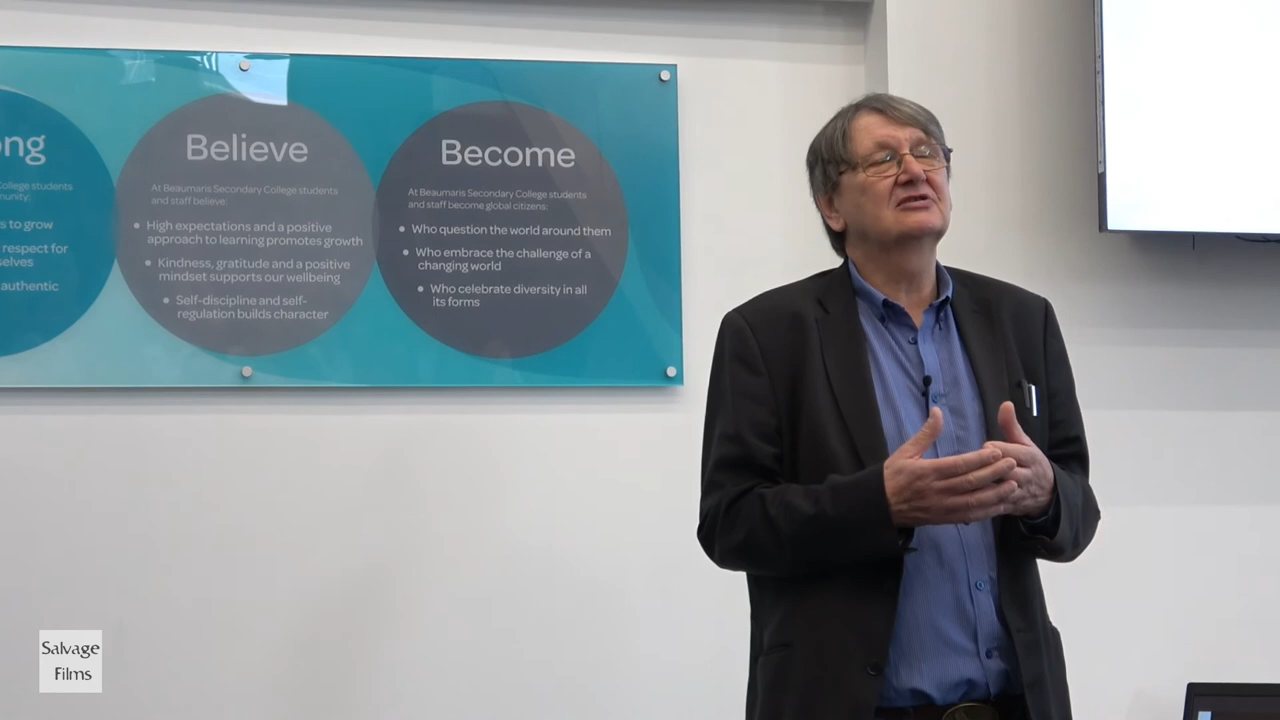 ong
College students
munity:
s to grow
respect for
selves
authentic
Believe
At Beaumaris Secondary College students
and staff believe:
High expectations and a positive
approach to learning promotes growth
Kindness, gratitude and a positive
mindset supports our wellbeing
Self-discipline and self-
regulation builds character
Become
At Beaumaris Secondary College students
and staff become global citizens:
Who question the world around them
Who embrace the challenge of a
changing world
Who celebrate diversity in all
its forms
Salvage
Films